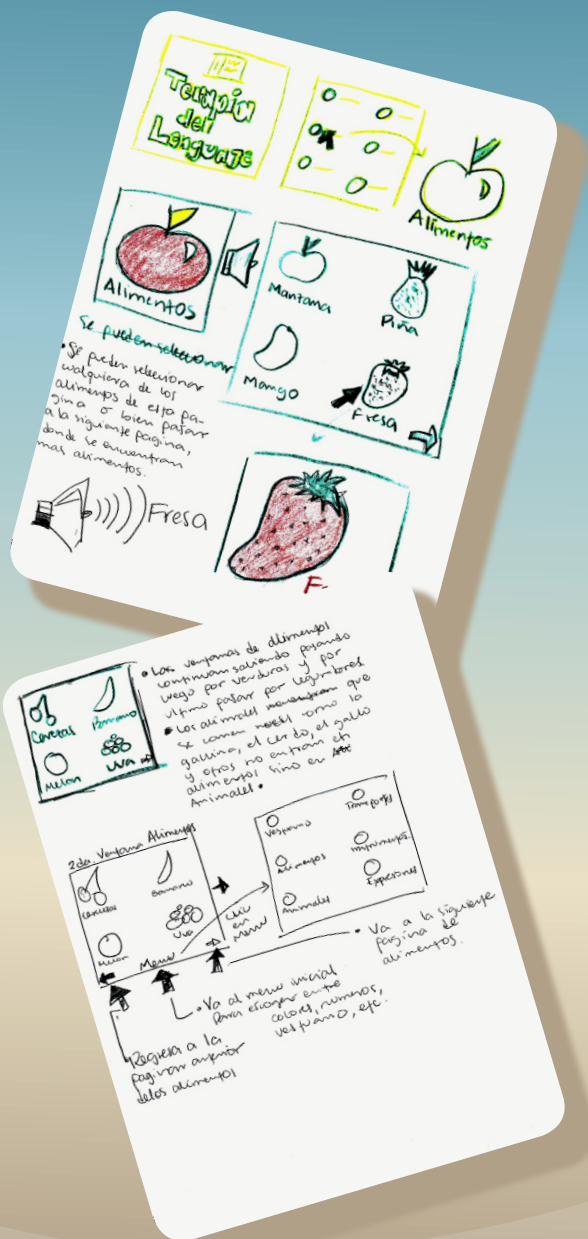 Terapia
del
Lenguaje
Alimentos
Alimentos
Manzana
Piña
Mango
Fresa
Se pueden seleccionar
• Se pueden seleccionar
cualquiera de los
alimentos de esta pa-
gina o bien pasar
a la siguiente pagina,
donde se encuentran
mas alimentos.
Fresa
F.
Cerezas
Banano
Melon
Uva
• Las ventanas de alimentos
continuan saliendo pasando
luego por verduras y por
ultimo pasar por legumbres
• Los animales que
se comen como la
gallina, el cerdo, el gallo
y otros no entran en
alimentos sino en
Animales.
2da. Ventana Alimentos
Cerezas
Banano
Melon
Uva
Menu
Clic
en
Menu
Vestuario
Transportes
Alimentos
Instrumentos.
Animales
Expresiones
• Va a la siguiente
pagina de
alimentos.
• Va al menu inicial
Para escoger entre
colores, numeros,
vestuario, etc.
• Regresa a la
pagina anterior
de los alimentos